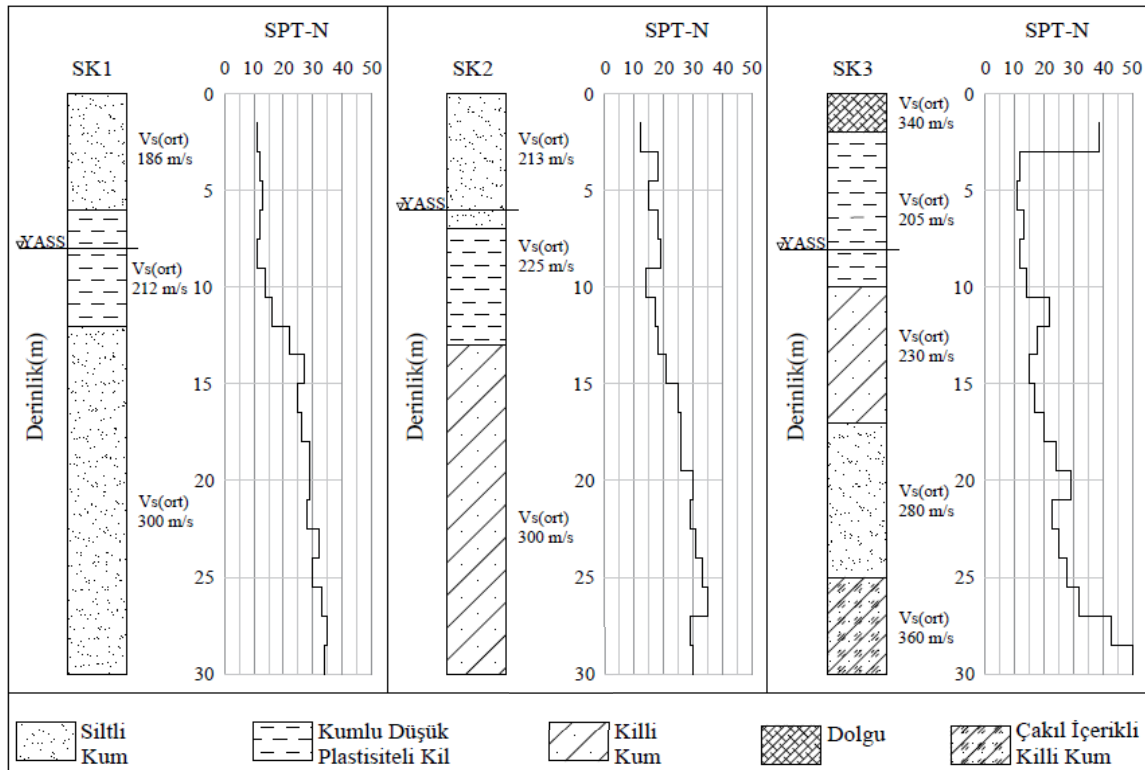 SPT-N
SK1
0 10 20 30 40 50
0
5
10
15
20
25
30
Derinlik(m)
Vs(ort)
186 m/s
YASS
Vs(ort)
212 m/s
Vs(ort)
300 m/s
SPT-N
SK2
0 10 20 30 40 50
0
5
10
15
20
25
30
Derinlik(m)
Vs(ort)
213 m/s
YASS
Vs(ort)
225 m/s
Vs(ort)
300 m/s
SPT-N
SK3
0 10 20 30 40 50
0
5
10
15
20
25
30
Derinlik(m)
Vs(ort)
340 m/s
Vs(ort)
205 m/s
YASS
Vs(ort)
230 m/s
Vs(ort)
280 m/s
Vs(ort)
360 m/s
Siltli
Kum
Kumlu Düşük
Plastisiteli Kil
Killi
Kum
Dolgu
Çakıl İçerikli
Killi Kum